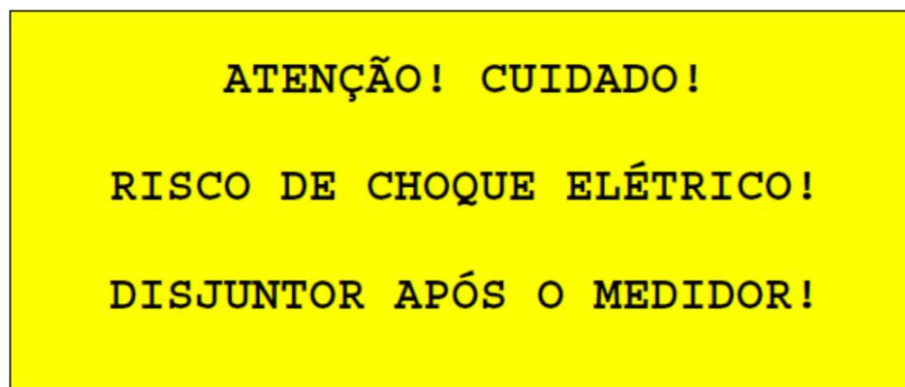 ATENÇÃO! CUIDADO!
RISCO DE CHOQUE ELÉTRICO!
DISJUNTOR APÓS O MEDIDOR!